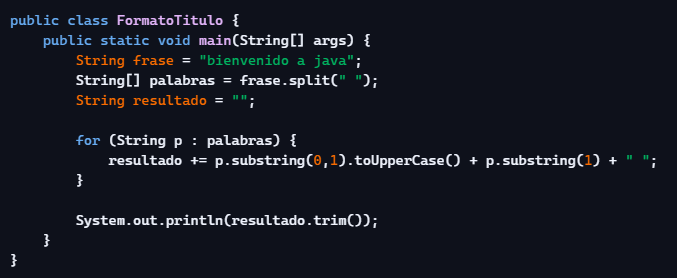 public class FormatoTitulo {
    public static void main(String[] args) {
        String frase = "bienvenido a java";
        String[] palabras = frase.split(" ");
        String resultado = "";

        for (String p : palabras) {
            resultado += p.substring(0,1).toUpperCase() + p.substring(1) + " ";
        }

        System.out.println(resultado.trim());
    }
}